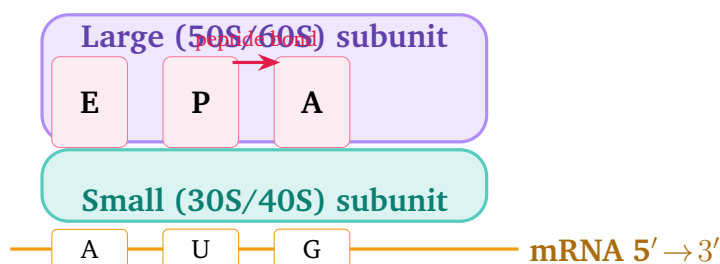 Large (50S/60S) subunit
peptide bond
E P A
Small (30S/40S) subunit
A U G
mRNA 5′→3′